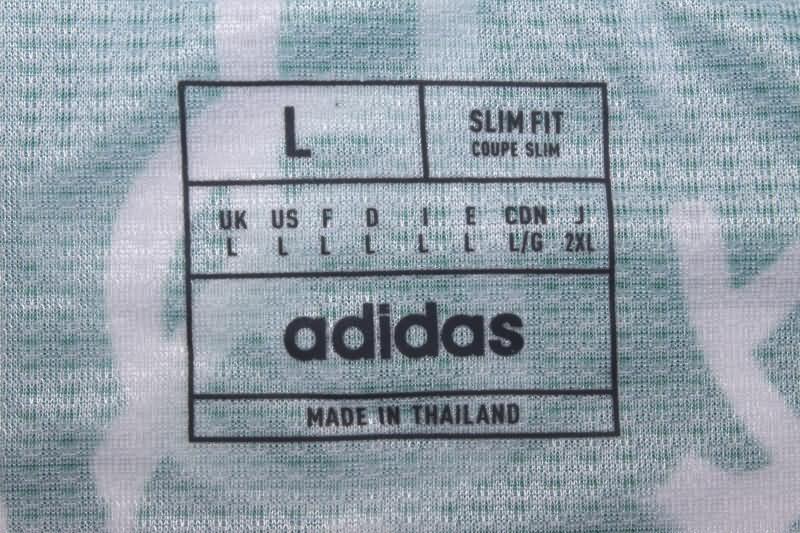 L
SLIM FIT
COUPE SLIM
UK US F D I E CDN J
L L L L L L L/G 2XL
adidas
MADE IN THAILAND